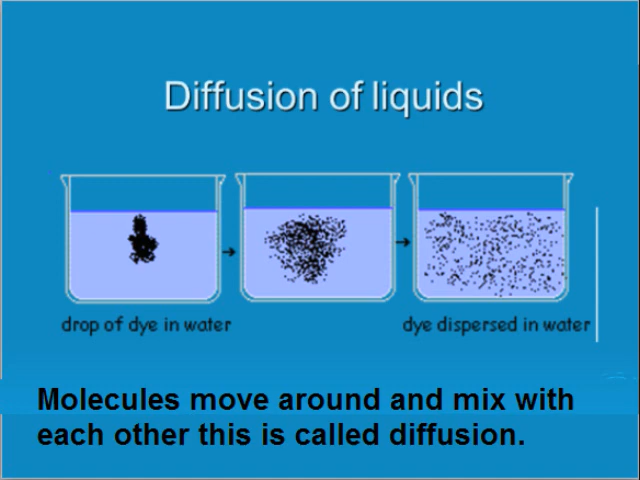 Diffusion of liquids
drop of dye in water
dye dispersed in water
Molecules move around and mix with
each other this is called diffusion.